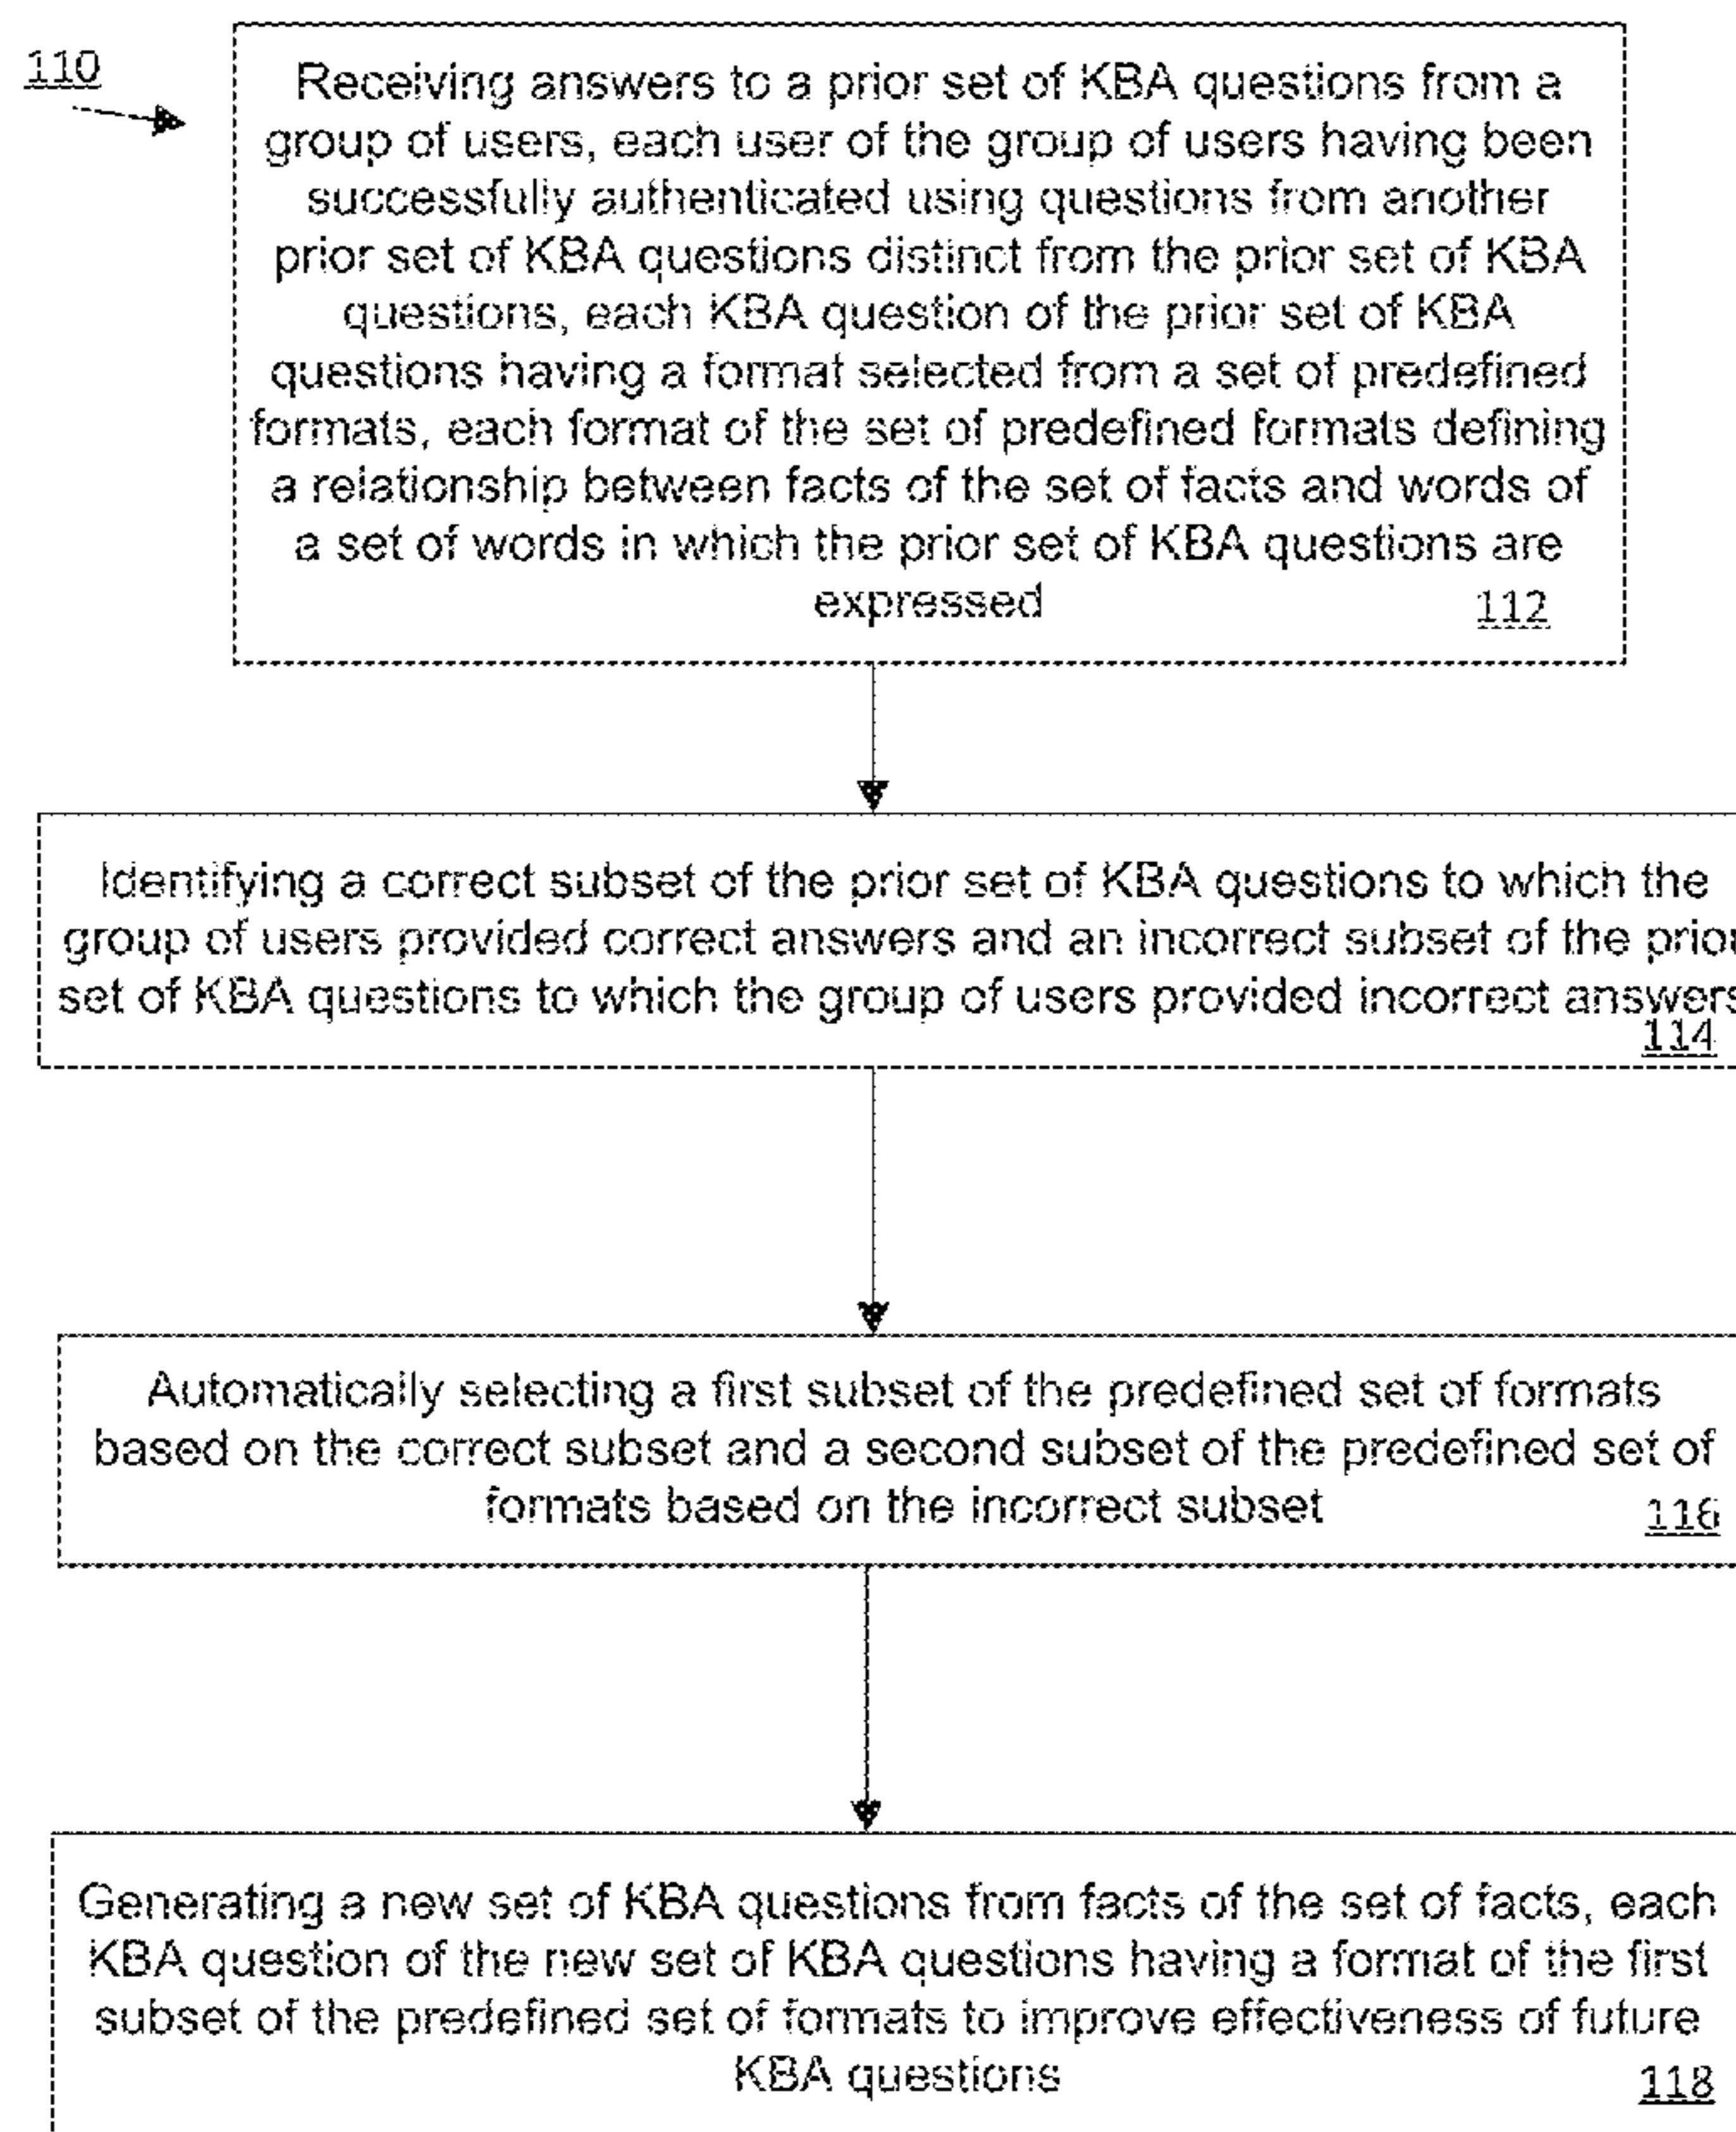 110
Receiving answers to a prior set of KBA questions from a
group of users, each user of the group of users having been
successfully authenticated using questions from another
prior set of KBA questions distinct from the prior set of KBA
questions, each KBA question of the prior set of KBA
questions having a format selected from a set of predefined
formats, each format of the set of predefined formats defining
a relationship between facts of the set of facts and words of
a set of words in which the prior set of KBA questions are
expressed
112
Identifying a correct subset of the prior set of KBA questions to which the
group of users provided correct answers and an incorrect subset of the prior
set of KBA questions to which the group of users provided incorrect answers
114
Automatically selecting a first subset of the predefined set of formats
based on the correct subset and a second subset of the predefined set of
formats based on the incorrect subset
116
Generating a new set of KBA questions from facts of the set of facts, each
KBA question of the new set of KBA questions having a format of the first
subset of the predefined set of formats to improve effectiveness of future
KBA questions
118